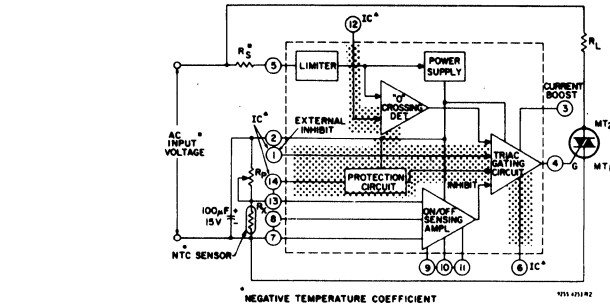 12 IC▲
RS*
5
LIMITER
POWER SUPPLY
RL
"0" CROSSING DET.
CURRENT BOOST
3
MT2
MT1
G
4
IC▲
EXTERNAL INHIBIT
2
1
AC INPUT VOLTAGE*
TRIAC GATING CIRCUIT
14
PROTECTION CIRCUIT
INHIBIT
RP
13
100μF
15V
+
RX
8
ON/OFF SENSING AMPL.
7
*NTC SENSOR
9
10
11
6
IC▲
92SS-4253R2
*NEGATIVE TEMPERATURE COEFFICIENT